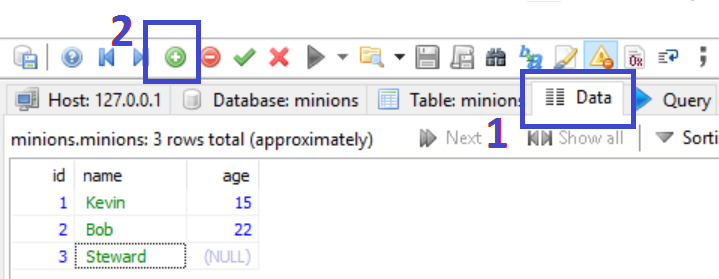 2
Host: 127.0.0.1 Database: minions Table: minions Data Query
minions.minions: 3 rows total (approximately) Next 1 Show all Sorti
id name age
1 Kevin 15
2 Bob 22
3 Steward (NULL)